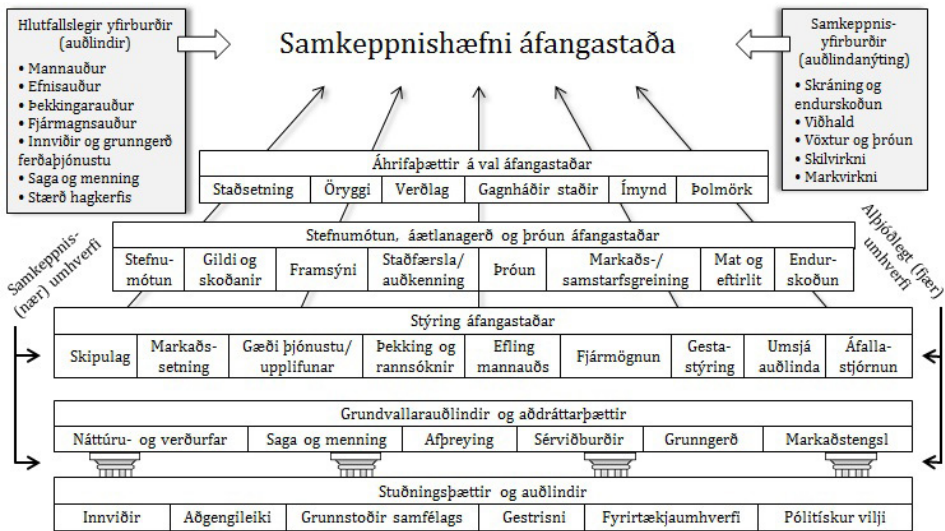 Hlutfallslegir yfirburðir
(auðlindir)
• Mannauður
• Efnisauður
• Þekkingarauður
• Fjármagnsauður
• Innviðir og grunngerð
ferðaþjónustu
• Saga og menning
• Stærð hagkerfis
Samkeppnishæfni áfangastaða
Samkeppnis-
yfirburðir
(auðlindanýting)
• Skráning og
endurskoðun
• Viðhald
• Vöxtur og þróun
• Skilvirkni
• Markvirkni
Áhrifaþættir á val áfangastaðar
Staðsetning Öryggi Verðlag Gagnháðir staðir Ímynd Þolmörk
Samkeppnis-
(nær) umhverfi
Alþjóðlegt (fjær)
umhverfi
Stefnumótun, áætlanagerð og þróun áfangastaðar
Stefnu-
mótun
Gildi og
skoðanir
Framsýni
Staðfærsla/
auðkenning
Þróun
Markaðs-/
samstarfsgreining
Mat og
eftirlit
Endur-
skoðun
Stýring áfangastaðar
Skipulag
Markaðs-
setning
Gæði þjónustu/
upplifunar
Þekking og
rannsóknir
Efling
mannauðs
Fjármögnun
Gesta-
stýring
Umsjá
auðlinda
Áfalla-
stjórnun
Grundvallarauðlindir og aðdráttarþættir
Náttúru- og verðurfar Saga og menning Afþreying Sérviðburðir Grunngerð Markaðstengsl
Stuðningsþættir og auðlindir
Innviðir Aðgengileiki Grunnstoðir samfélags Gestrisni Fyrirtækjaumhverfi Pólitískur vilji